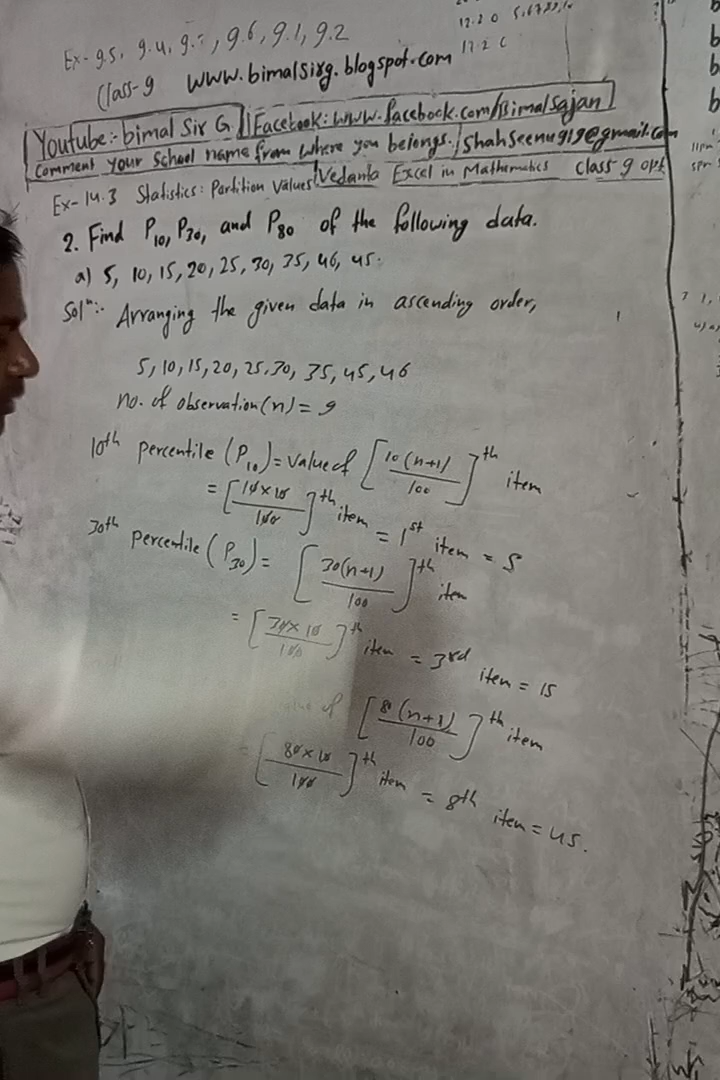 Ex- 9.5, 9.4, 9.-, 9.6, 9.1, 9.2
Class-9 www.bimalsirg.blogspot.com
Youtube:- bimal Sir G. || Facebook: www.facebook.com/Bimalsajan
Comment your School name from where you belongs. / Shahseenu919@gmail.com
Ex- 14.3 Statistics: Partition Values Vedanta Excel in Mathematics class 9 opt
2. Find P10, P30, and P80 of the following data.
a) 5, 10, 15, 20, 25, 30, 35, 46, 45.
Solⁿ:- Arranging the given data in ascending order,
5, 10, 15, 20, 25, 30, 35, 45, 46
no. of observation (n) = 9
10th percentile (P10) = value of [10(n+1)/100]th item
= [10 × 10/100]th item = 1st item = 5
30th percentile (P30) = [30(n+1)/100]th item
= [30 × 10/100]th item = 3rd item = 15
of [80(n+1)/100]th item
= [80 × 10/100]th item = 8th item = 45.